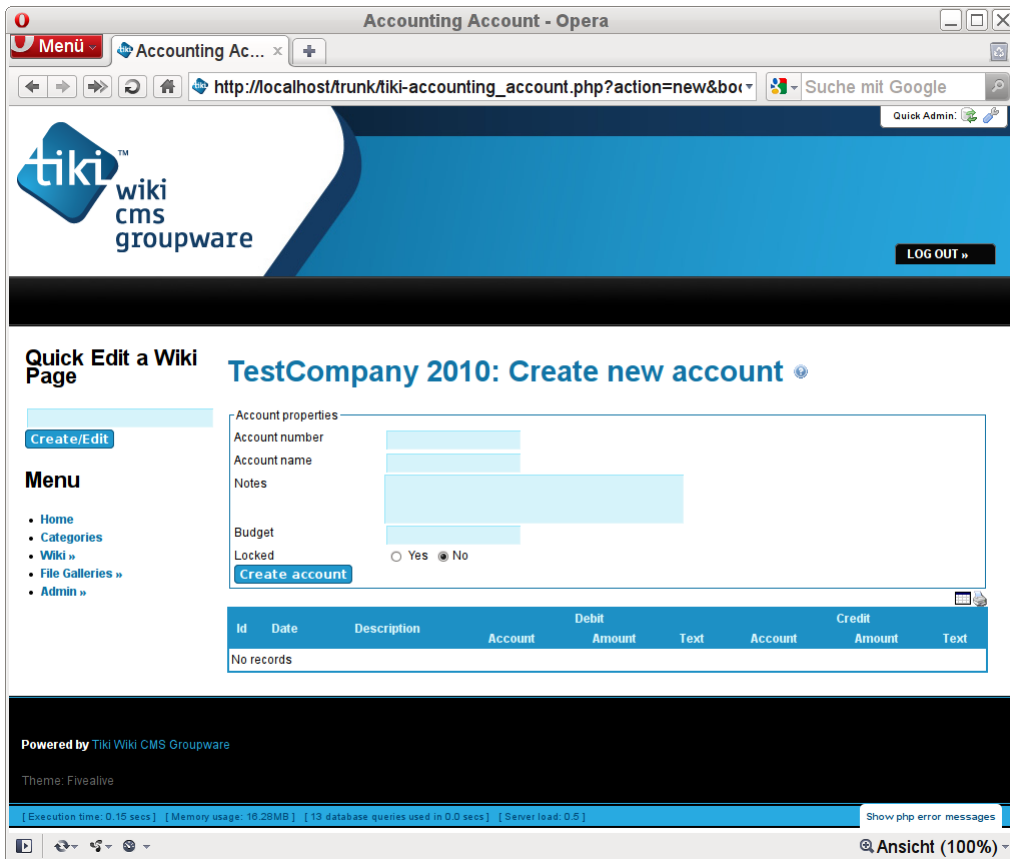 Accounting Account - Opera
Menü
Accounting Ac...
http://localhost/trunk/tiki-accounting_account.php?action=new&boo
Suche mit Google
Quick Admin:
tiki™
wiki
cms
groupware
LOG OUT »
Quick Edit a Wiki
Page
Create/Edit
Menu
Home
Categories
Wiki »
File Galleries »
Admin »
TestCompany 2010: Create new account
Account properties
Account number
Account name
Notes
Budget
Locked Yes No
Create account
Debit Credit
Id Date Description
Account Amount Text Account Amount Text
No records
Powered by Tiki Wiki CMS Groupware
Theme: Fivealive
[ Execution time: 0.15 secs ] [ Memory usage: 16.28MB ] [ 13 database queries used in 0.0 secs ] [ Server load: 0.5 ]
Show php error messages
Ansicht (100%)